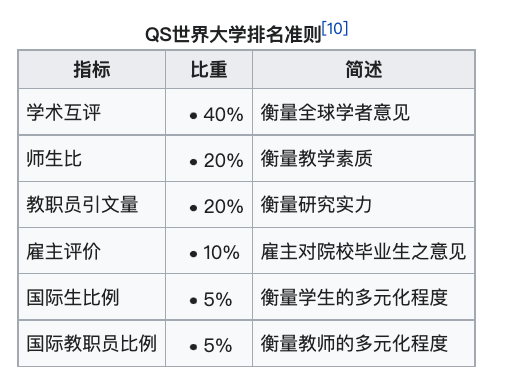 QS世界大学排名准则[10]
指标 比重 简述
学术互评 • 40% 衡量全球学者意见
师生比 • 20% 衡量教学素质
教职员引文量 • 20% 衡量研究实力
雇主评价 • 10% 雇主对院校毕业生之意见
国际生比例 • 5% 衡量学生的多元化程度
国际教职员比例 • 5% 衡量教师的多元化程度